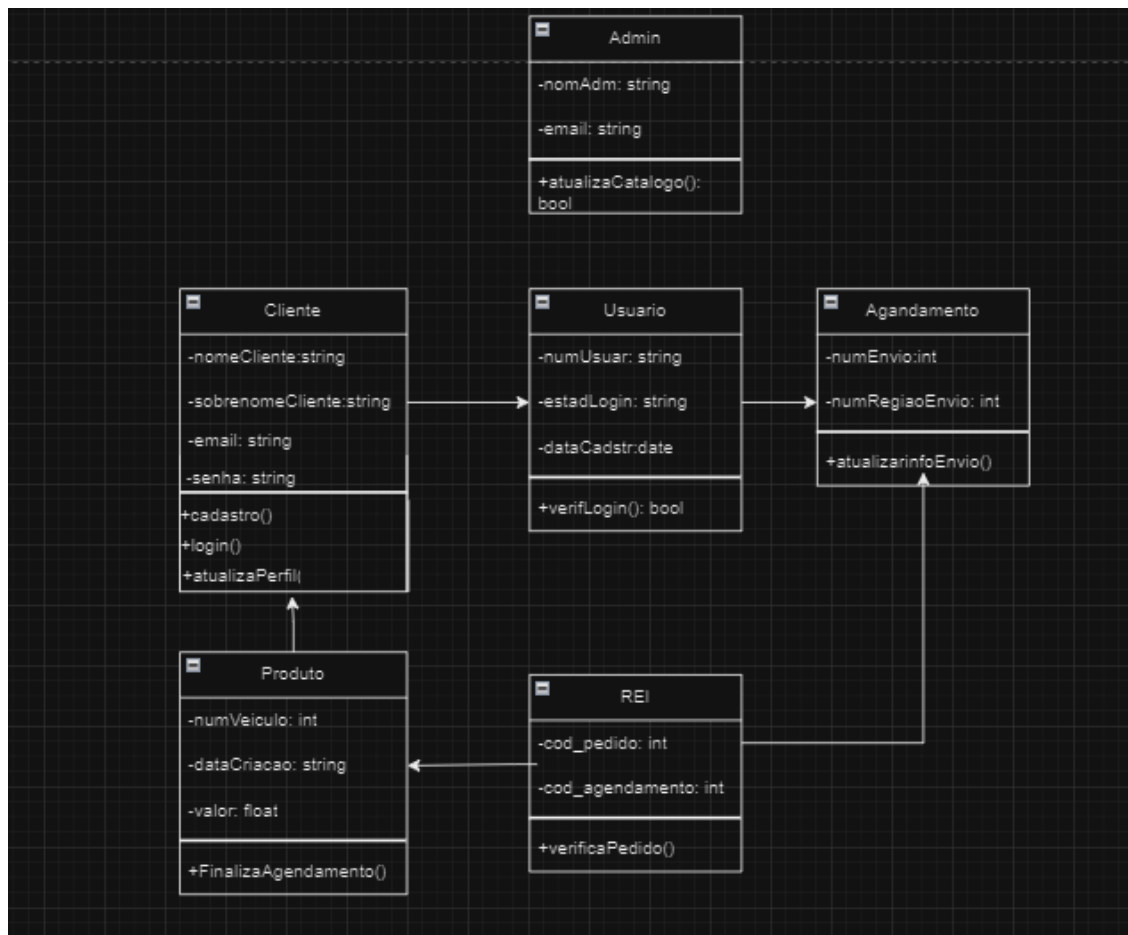 Admin
-nomAdm: string
-email: string
+atualizaCatalogo():
bool
Cliente
-nomeCliente:string
-sobrenomeCliente:string
-email: string
-senha: string
+cadastro()
+login()
+atualizaPerfil(
Usuario
-numUsuar: string
-estadLogin: string
-dataCadstr:date
+verifLogin(): bool
Agandamento
-numEnvio:int
-numRegiaoEnvio: int
+atualizarinfoEnvio()
Produto
-numVeiculo: int
-dataCriacao: string
-valor: float
+FinalizaAgendamento()
REI
-cod_pedido: int
-cod_agendamento: int
+verificaPedido()